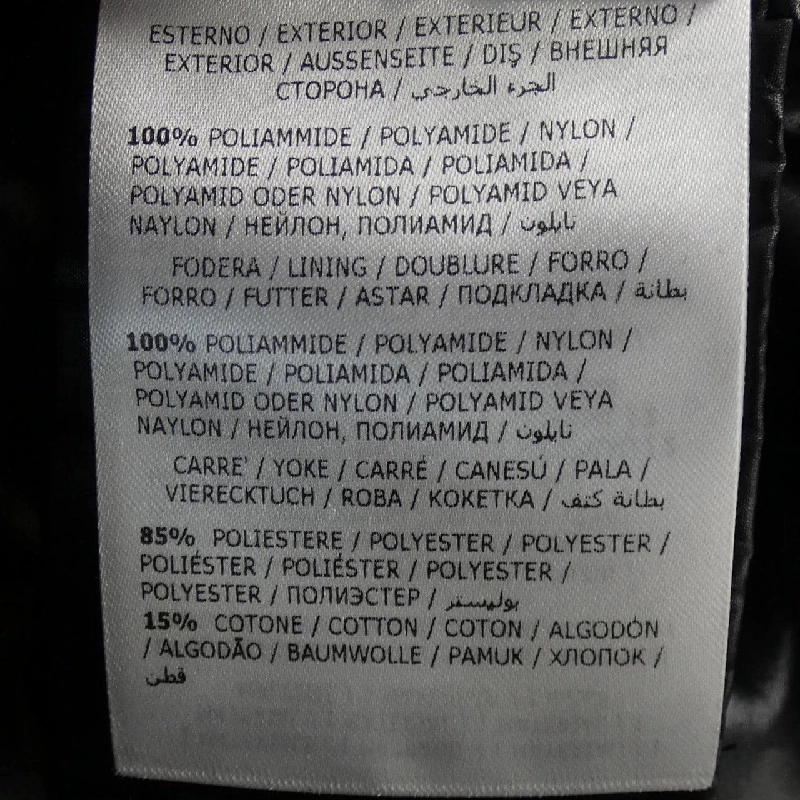 ESTERNO / EXTERIOR / EXTERIEUR / EXTERNO /
EXTERIOR / AUSSENSEITE / DIŞ / ВНЕШНЯЯ
СТОРОНА / الجزء الخارجي
100% POLIAMMIDE / POLYAMIDE / NYLON /
POLYAMIDE / POLIAMIDA / POLIAMIDA /
POLYAMID ODER NYLON / POLYAMID VEYA
NAYLON / НЕЙЛОН, ПОЛИАМИД / نايلون
FODERA / LINING / DOUBLURE / FORRO /
FORRO / FUTTER / ASTAR / ПОДКЛАДКА / بطانة
100% POLIAMMIDE / POLYAMIDE / NYLON /
POLYAMIDE / POLIAMIDA / POLIAMIDA /
POLYAMID ODER NYLON / POLYAMID VEYA
NAYLON / НЕЙЛОН, ПОЛИАМИД / نايلون
CARRE' / YOKE / CARRÉ / CANESÚ / PALA /
VIERECKTUCH / ROBA / КОКЕТКА / بطانة كتف
85% POLIESTERE / POLYESTER / POLYESTER /
POLIÉSTER / POLIÉSTER / POLYESTER /
POLYESTER / ПОЛИЭСТЕР / بوليستر
15% COTONE / COTTON / COTON / ALGODÓN
/ ALGODÃO / BAUMWOLLE / PAMUK / ХЛОПОК /
قطن